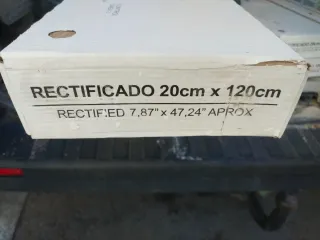 RECTIFICADO 20cm x 120cm
RECTIFIED 7,87" x 47,24" APROX